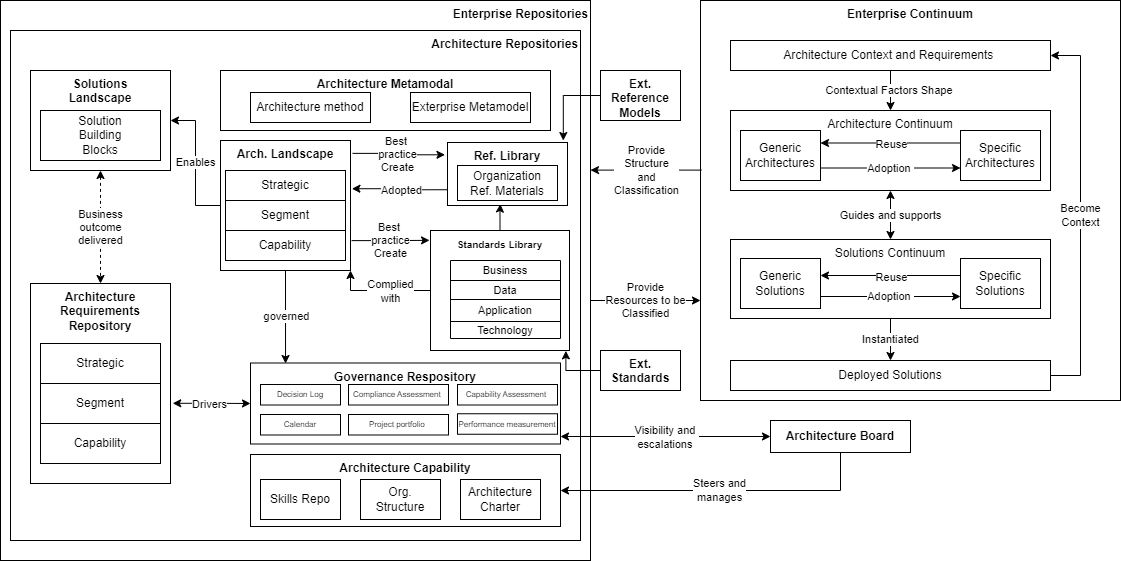 Enterprise Repositories
Architecture Repositories
Solutions
Landscape
Solution
Building
Blocks
Enables
Business
outcome
delivered
Architecture
Requirements
Repository
Strategic
Segment
Capability
Architecture Metamodal
Architecture method
Exterprise Metamodel
Arch. Landscape
Strategic
Segment
Capability
Best
practice
Create
Adopted
Best
practice
Create
Complied
with
governed
Ref. Library
Organization
Ref. Materials
Standards Library
Business
Data
Application
Technology
Drivers
Governance Respository
Decision Log
Compliance Assessment
Capability Assessment
Calendar
Project portfolio
Performance measurement
Architecture Capability
Skills Repo
Org.
Structure
Architecture
Charter
Ext.
Reference
Models
Provide
Structure
and
Classification
Provide
Resources to be
Classified
Ext.
Standards
Visibility and
escalations
Steers and
manages
Architecture Board
Enterprise Continuum
Architecture Context and Requirements
Contextual Factors Shape
Architecture Continuum
Generic
Architectures
Reuse
Adoption
Specific
Architectures
Guides and supports
Become
Context
Solutions Continuum
Generic
Solutions
Reuse
Adoption
Specific
Solutions
Instantiated
Deployed Solutions